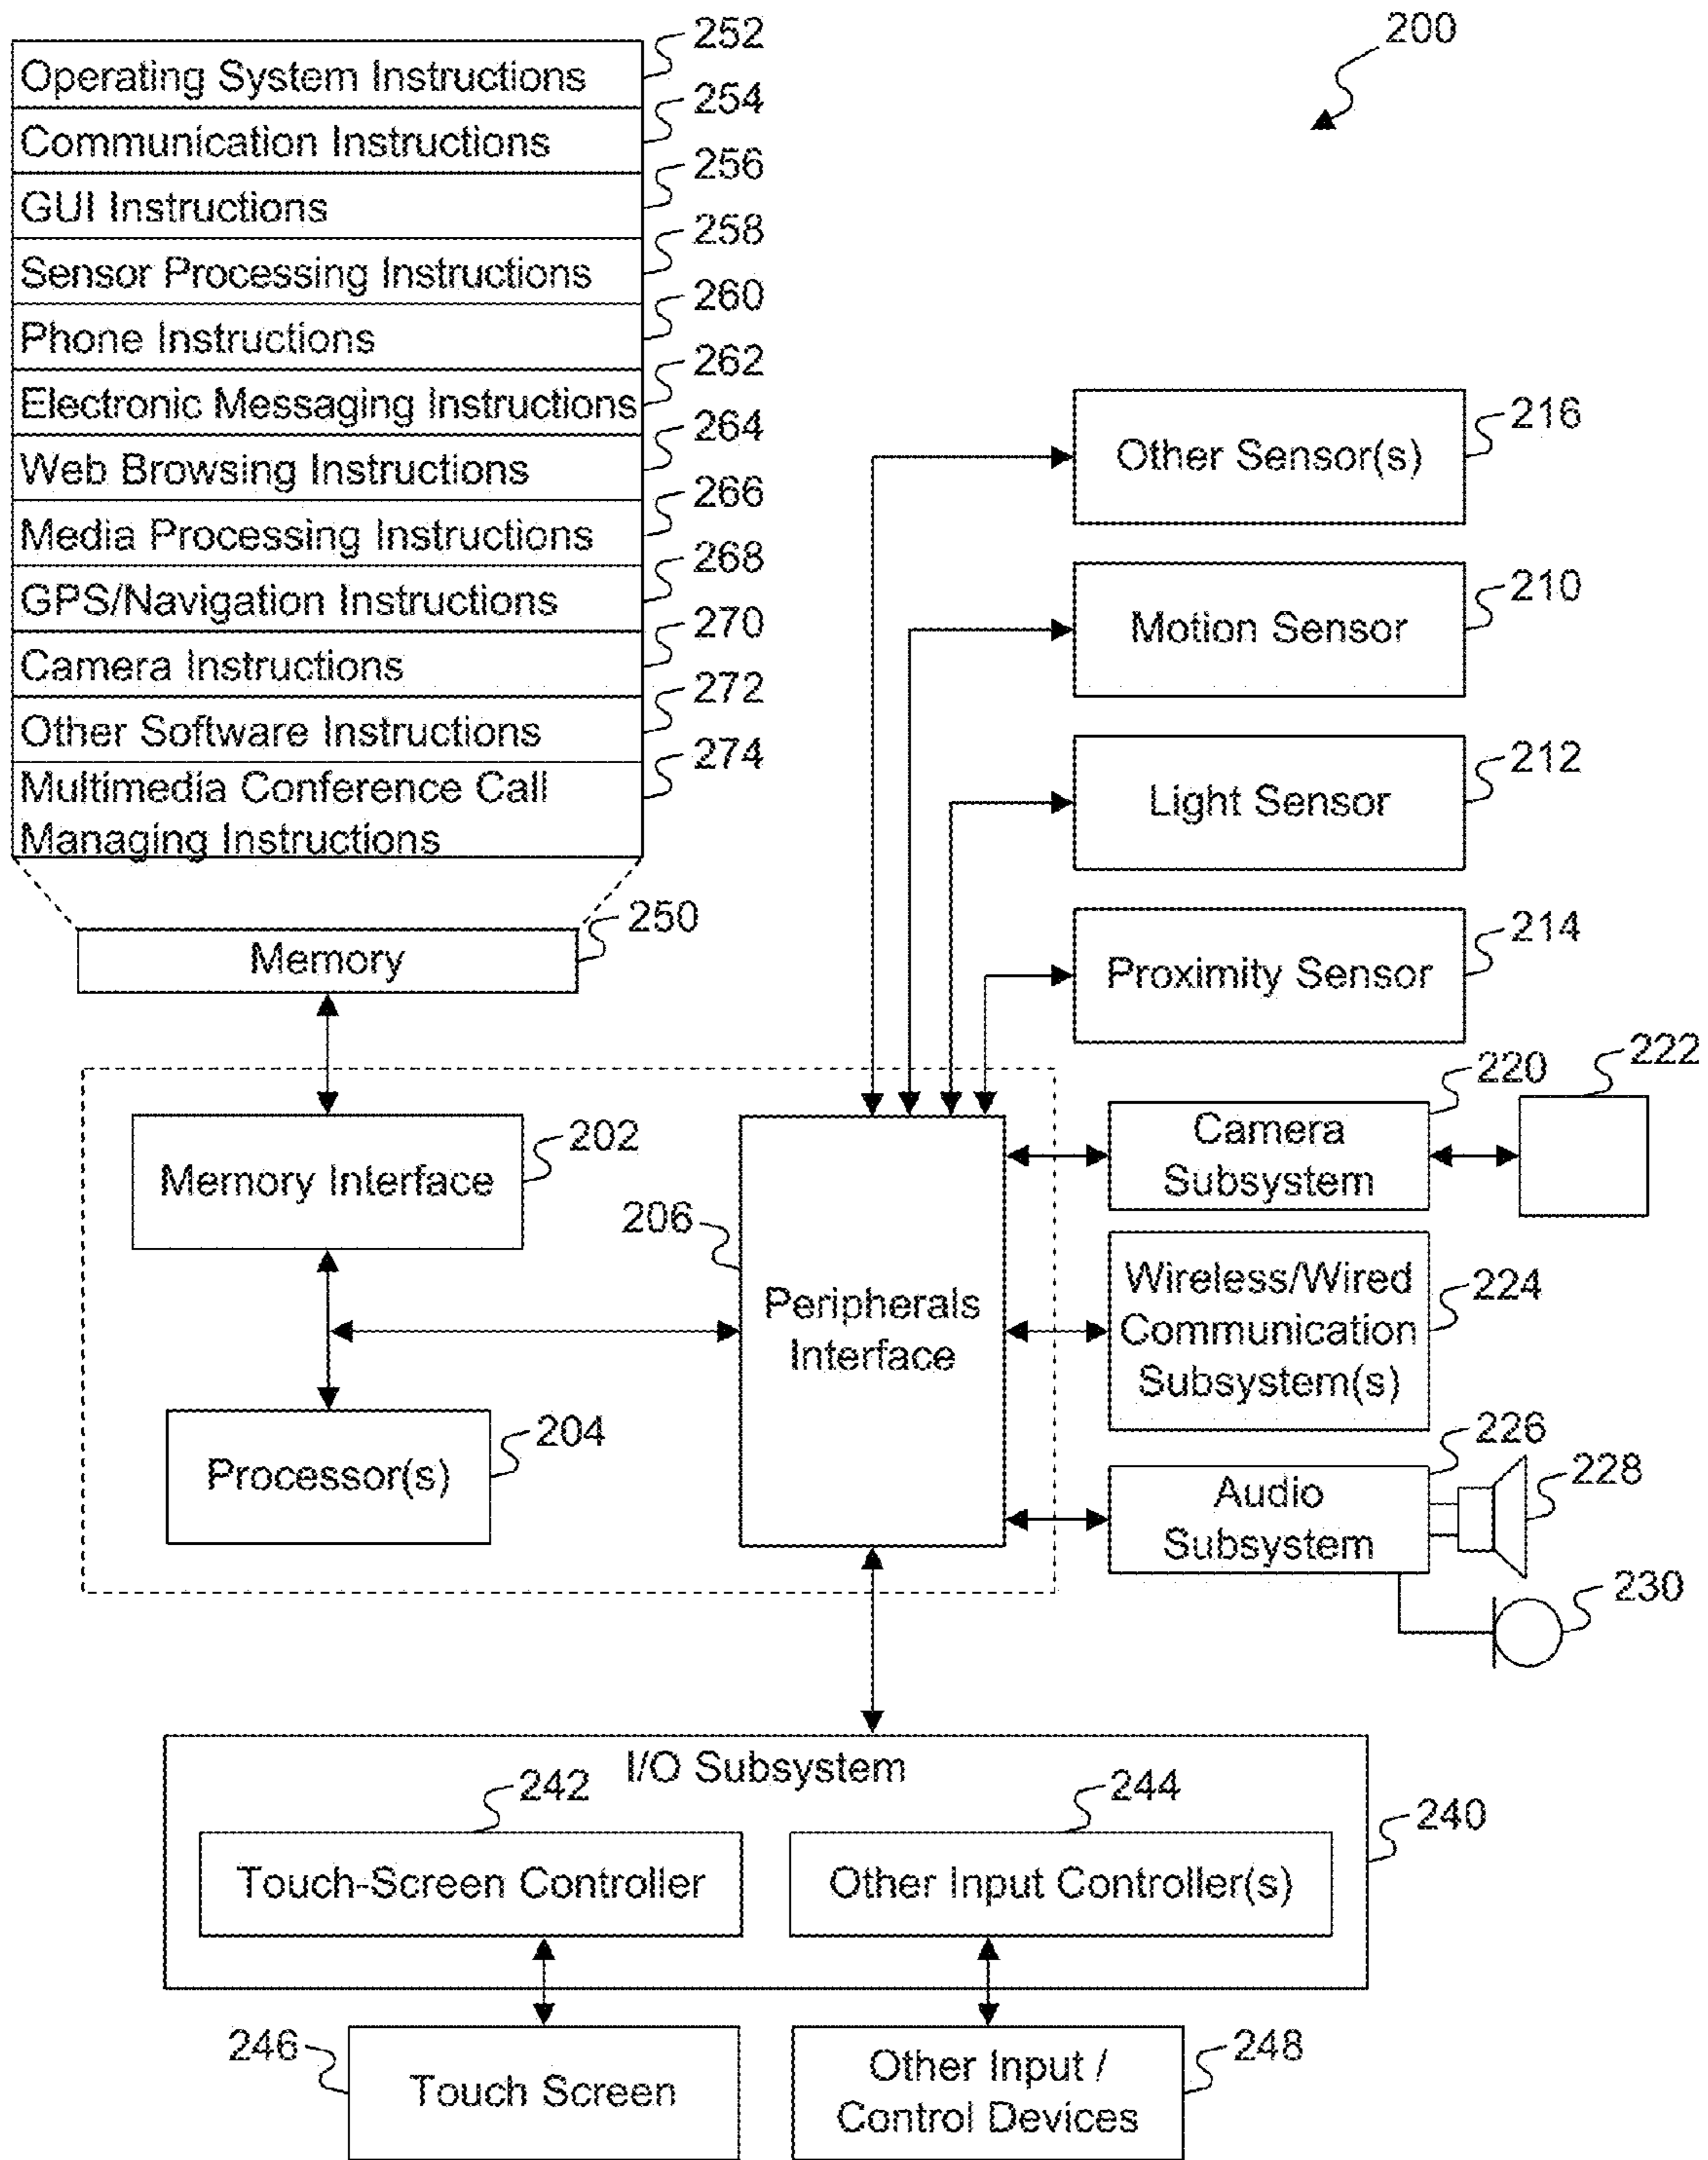 200
252
Operating System Instructions
254
Communication Instructions
256
GUI Instructions
258
Sensor Processing Instructions
260
Phone Instructions
262
Electronic Messaging Instructions
264
Web Browsing Instructions
266
Media Processing Instructions
268
GPS/Navigation Instructions
270
Camera Instructions
272
Other Software Instructions
274
Multimedia Conference Call
Managing Instructions
250
Memory
216
Other Sensor(s)
210
Motion Sensor
212
Light Sensor
214
Proximity Sensor
202
Memory Interface
206
Peripherals
Interface
204
Processor(s)
220
222
Camera
Subsystem
Wireless/Wired
Communication
Subsystem(s)
224
226
Audio
Subsystem
228
230
I/O Subsystem
240
242
Touch-Screen Controller
244
Other Input Controller(s)
246
Touch Screen
248
Other Input /
Control Devices